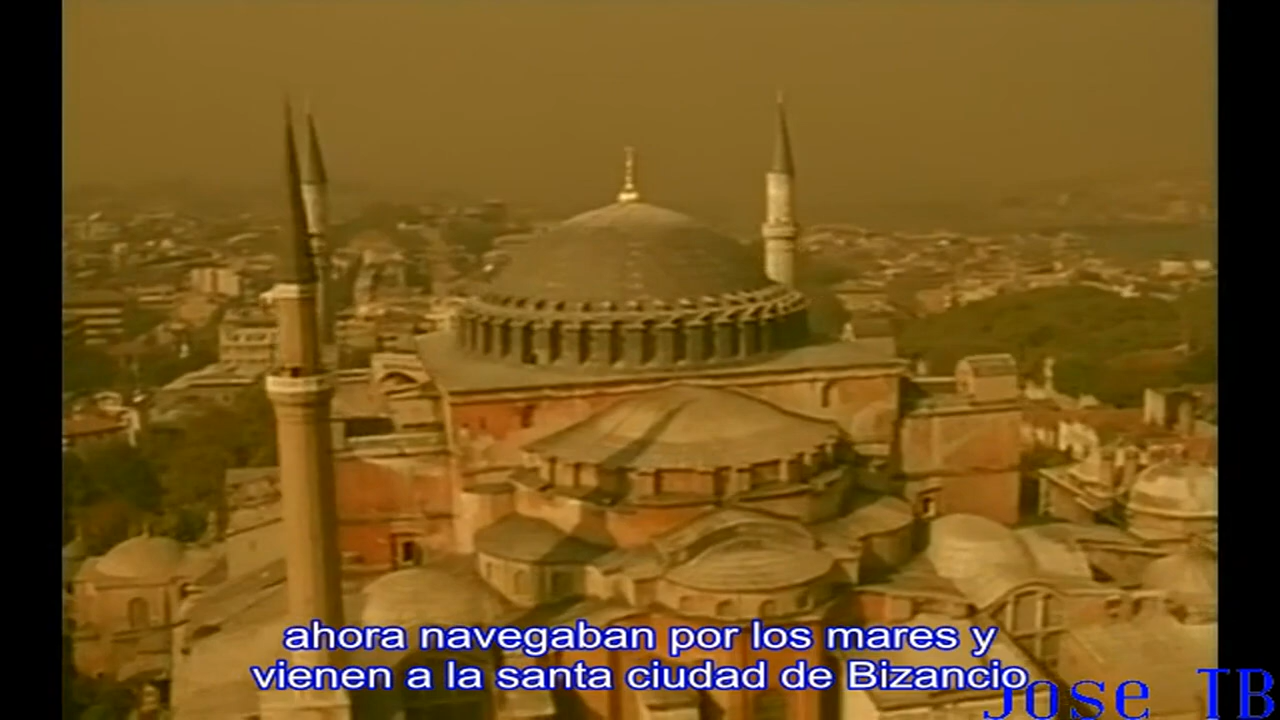 ahora navegaban por los mares y
vienen a la santa ciudad de Bizancio
Jose TB